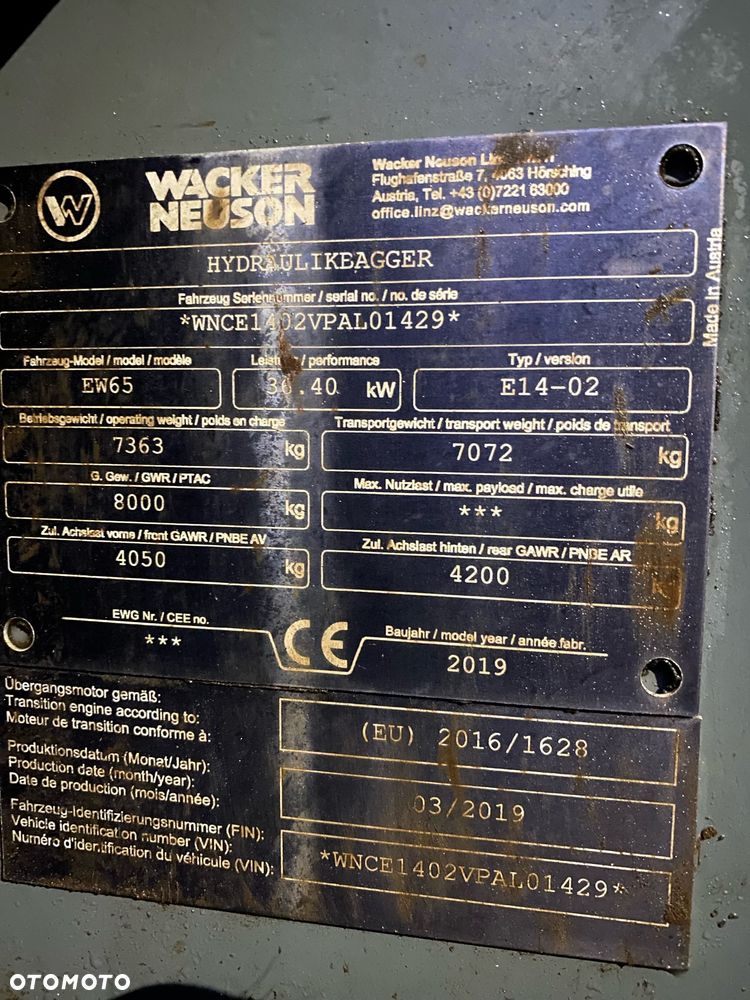 W
WACKER
NEUSON
Wacker Neuson
Flughafenstraße 7, 4063 Hörsching
Austria, Tel. +43 (0)7221 63000
office.linz@wackerneuson.com
HYDRAULIKBAGGER
Fahrzeug Seriennummer / serial no. / no. de série
*WNCE1402VPAL01429*
Made in Austria
Fahrzeug-Model / model / modèle
Leistung / performance
Typ / version
EW65
36.40 kW
E14-02
Betriebsgewicht / operating weight / poids en charge
Transportgewicht / transport weight / poids de transport
7363 kg
7072 kg
G. Gew. / GWR / PTAC
Max. Nutzlast / max. payload / max. charge utile
8000 kg
*** kg
Zul. Achslast vorne / front GAWR / PNBE AV
Zul. Achslast hinten / rear GAWR / PNBE AR
4050 kg
4200 k
EWG Nr. / CEE no.
***
CE
Baujahr / model year / année fabr.
2019
Übergangsmotor gemäß:
Transition engine according to:
Moteur de transition conforme à:
(EU) 2016/1628
Produktionsdatum (Monat/Jahr):
Production date (month/year):
Date de production (mois/année):
03/2019
Fahrzeug-Identifizierungsnummer (FIN):
Vehicle identification number (VIN):
Numéro d'identification du véhicule (VIN):
*WNCE1402VPAL01429*
OTOMOTO